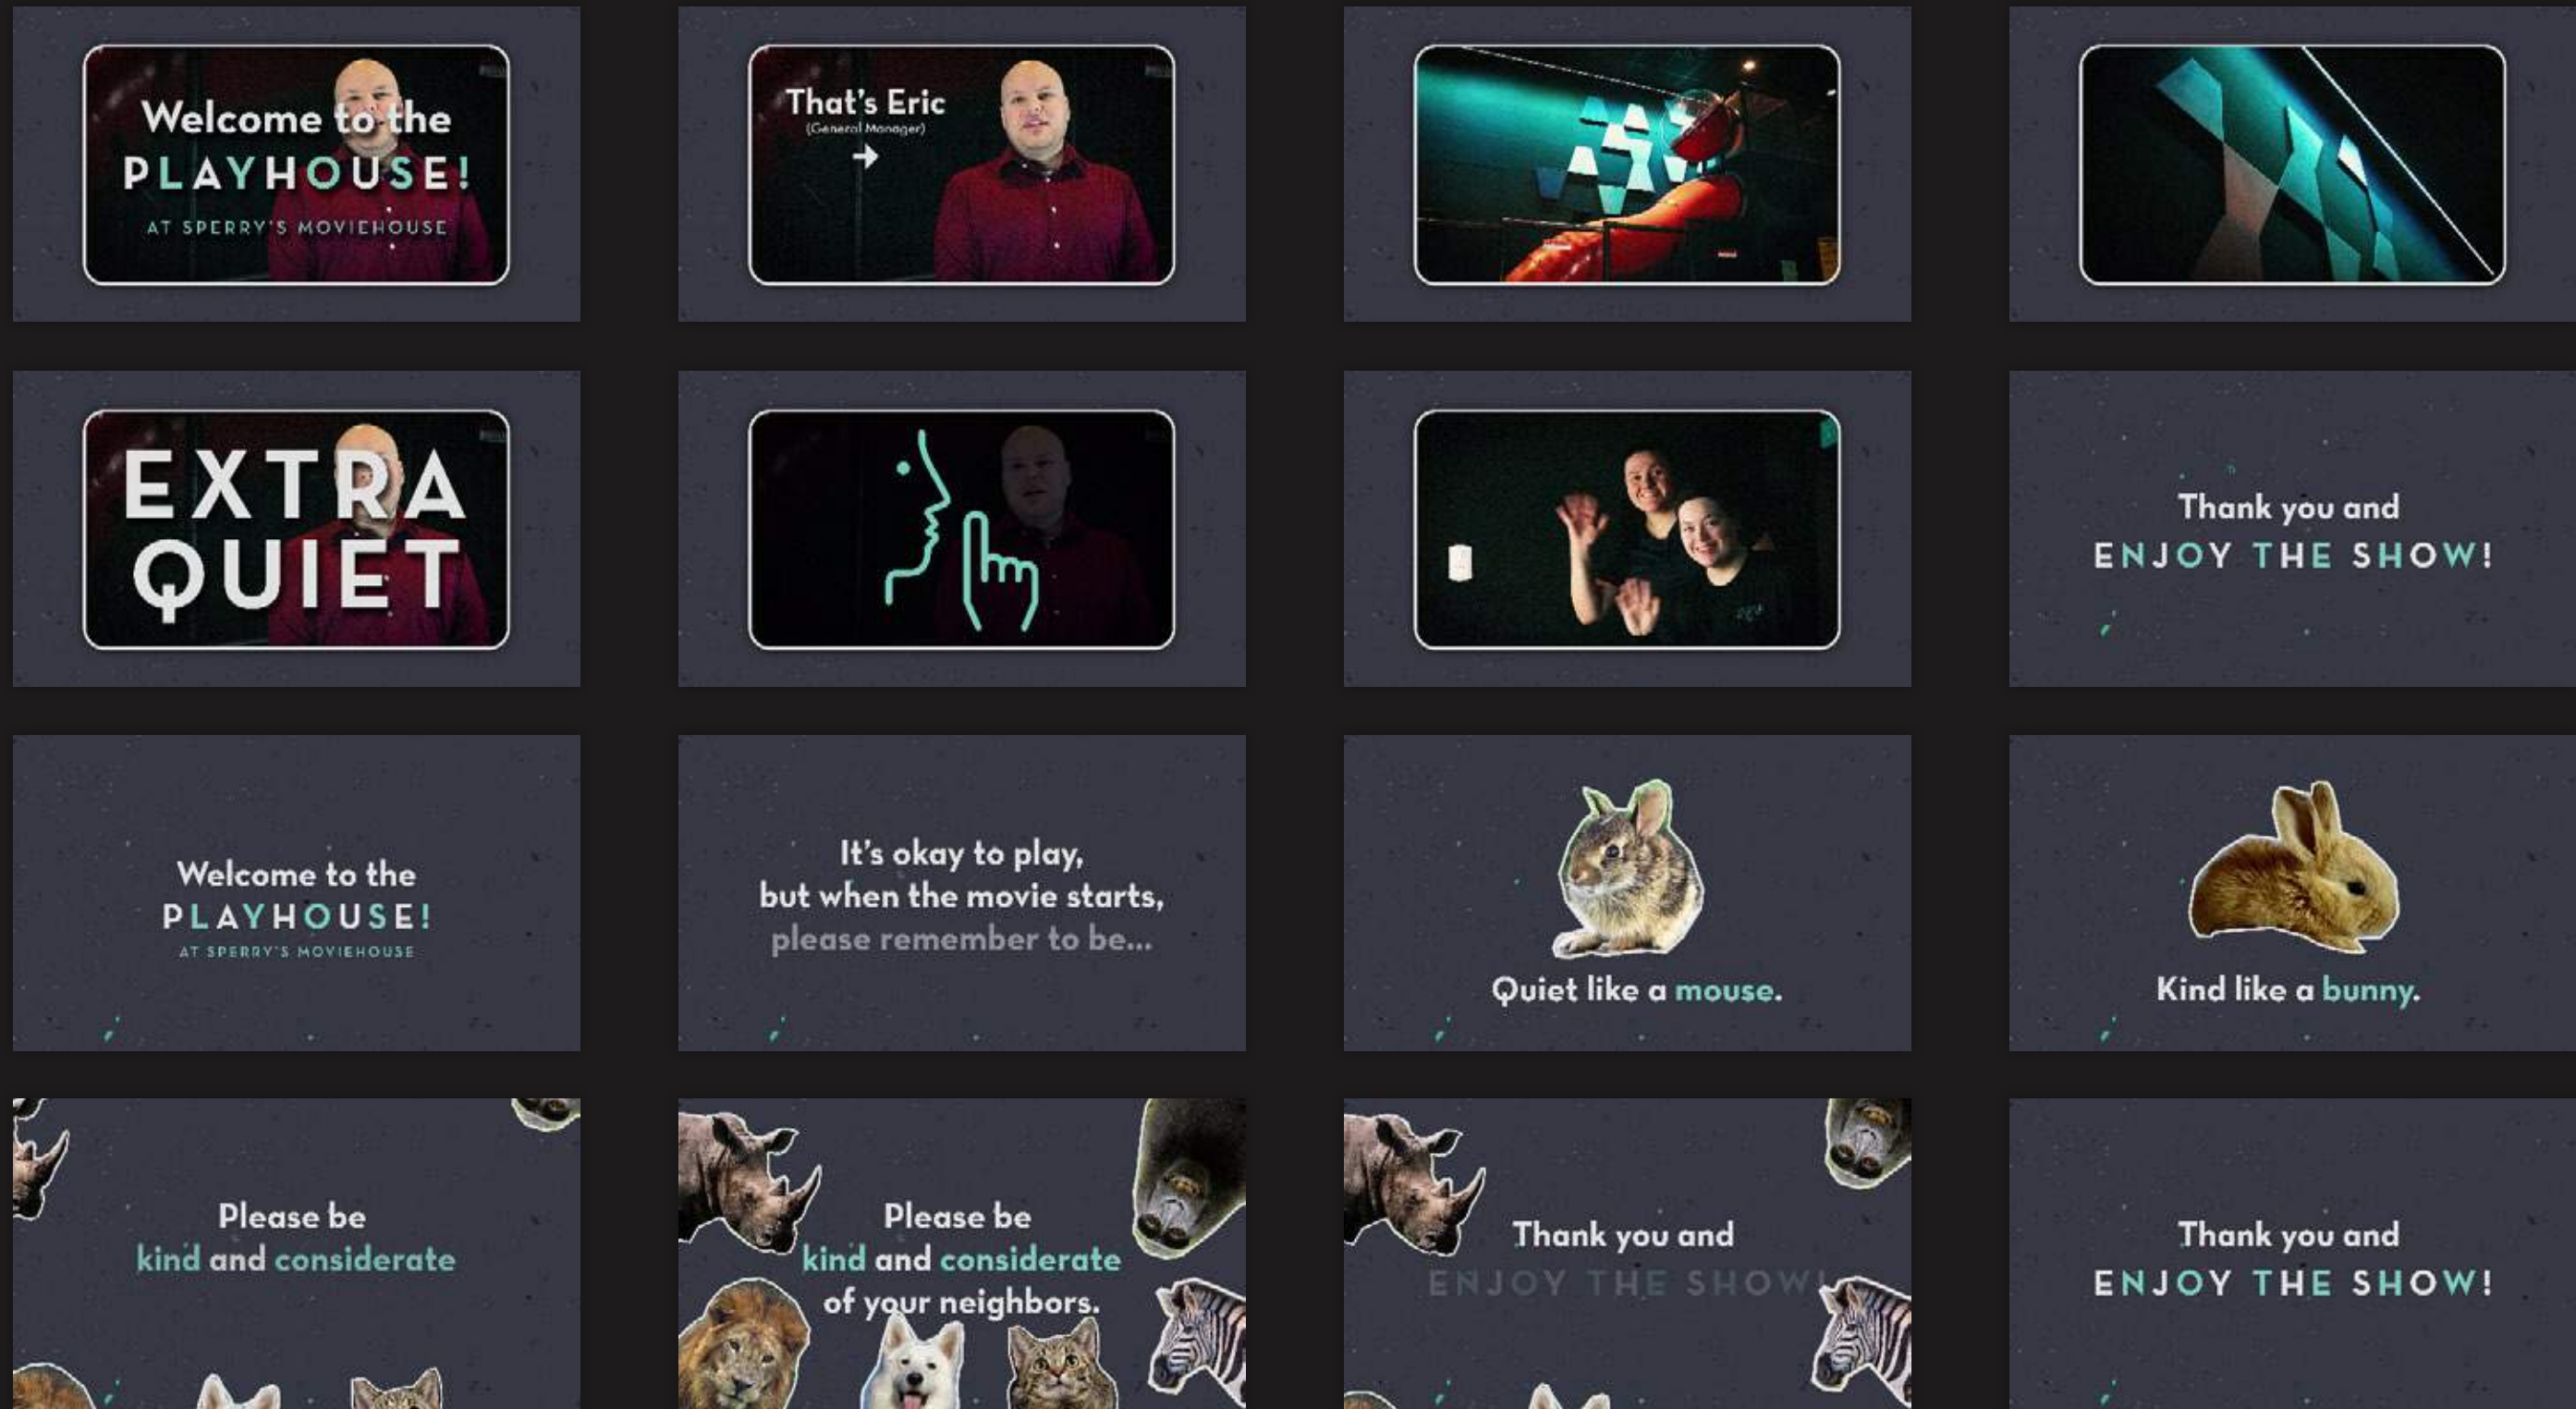 Welcome to the
PLAYHOUSE!
AT SPERRY'S MOVIEHOUSE
That's Eric
(General Manager)
EXTRA
QUIET
Thank you and
ENJOY THE SHOW!
Welcome to the
PLAYHOUSE!
AT SPERRY'S MOVIEHOUSE
It's okay to play,
but when the movie starts,
please remember to be...
Quiet like a mouse.
Kind like a bunny.
Please be
kind and considerate
Please be
kind and considerate
of your neighbors.
Thank you and
ENJOY THE SHOW!
Thank you and
ENJOY THE SHOW!